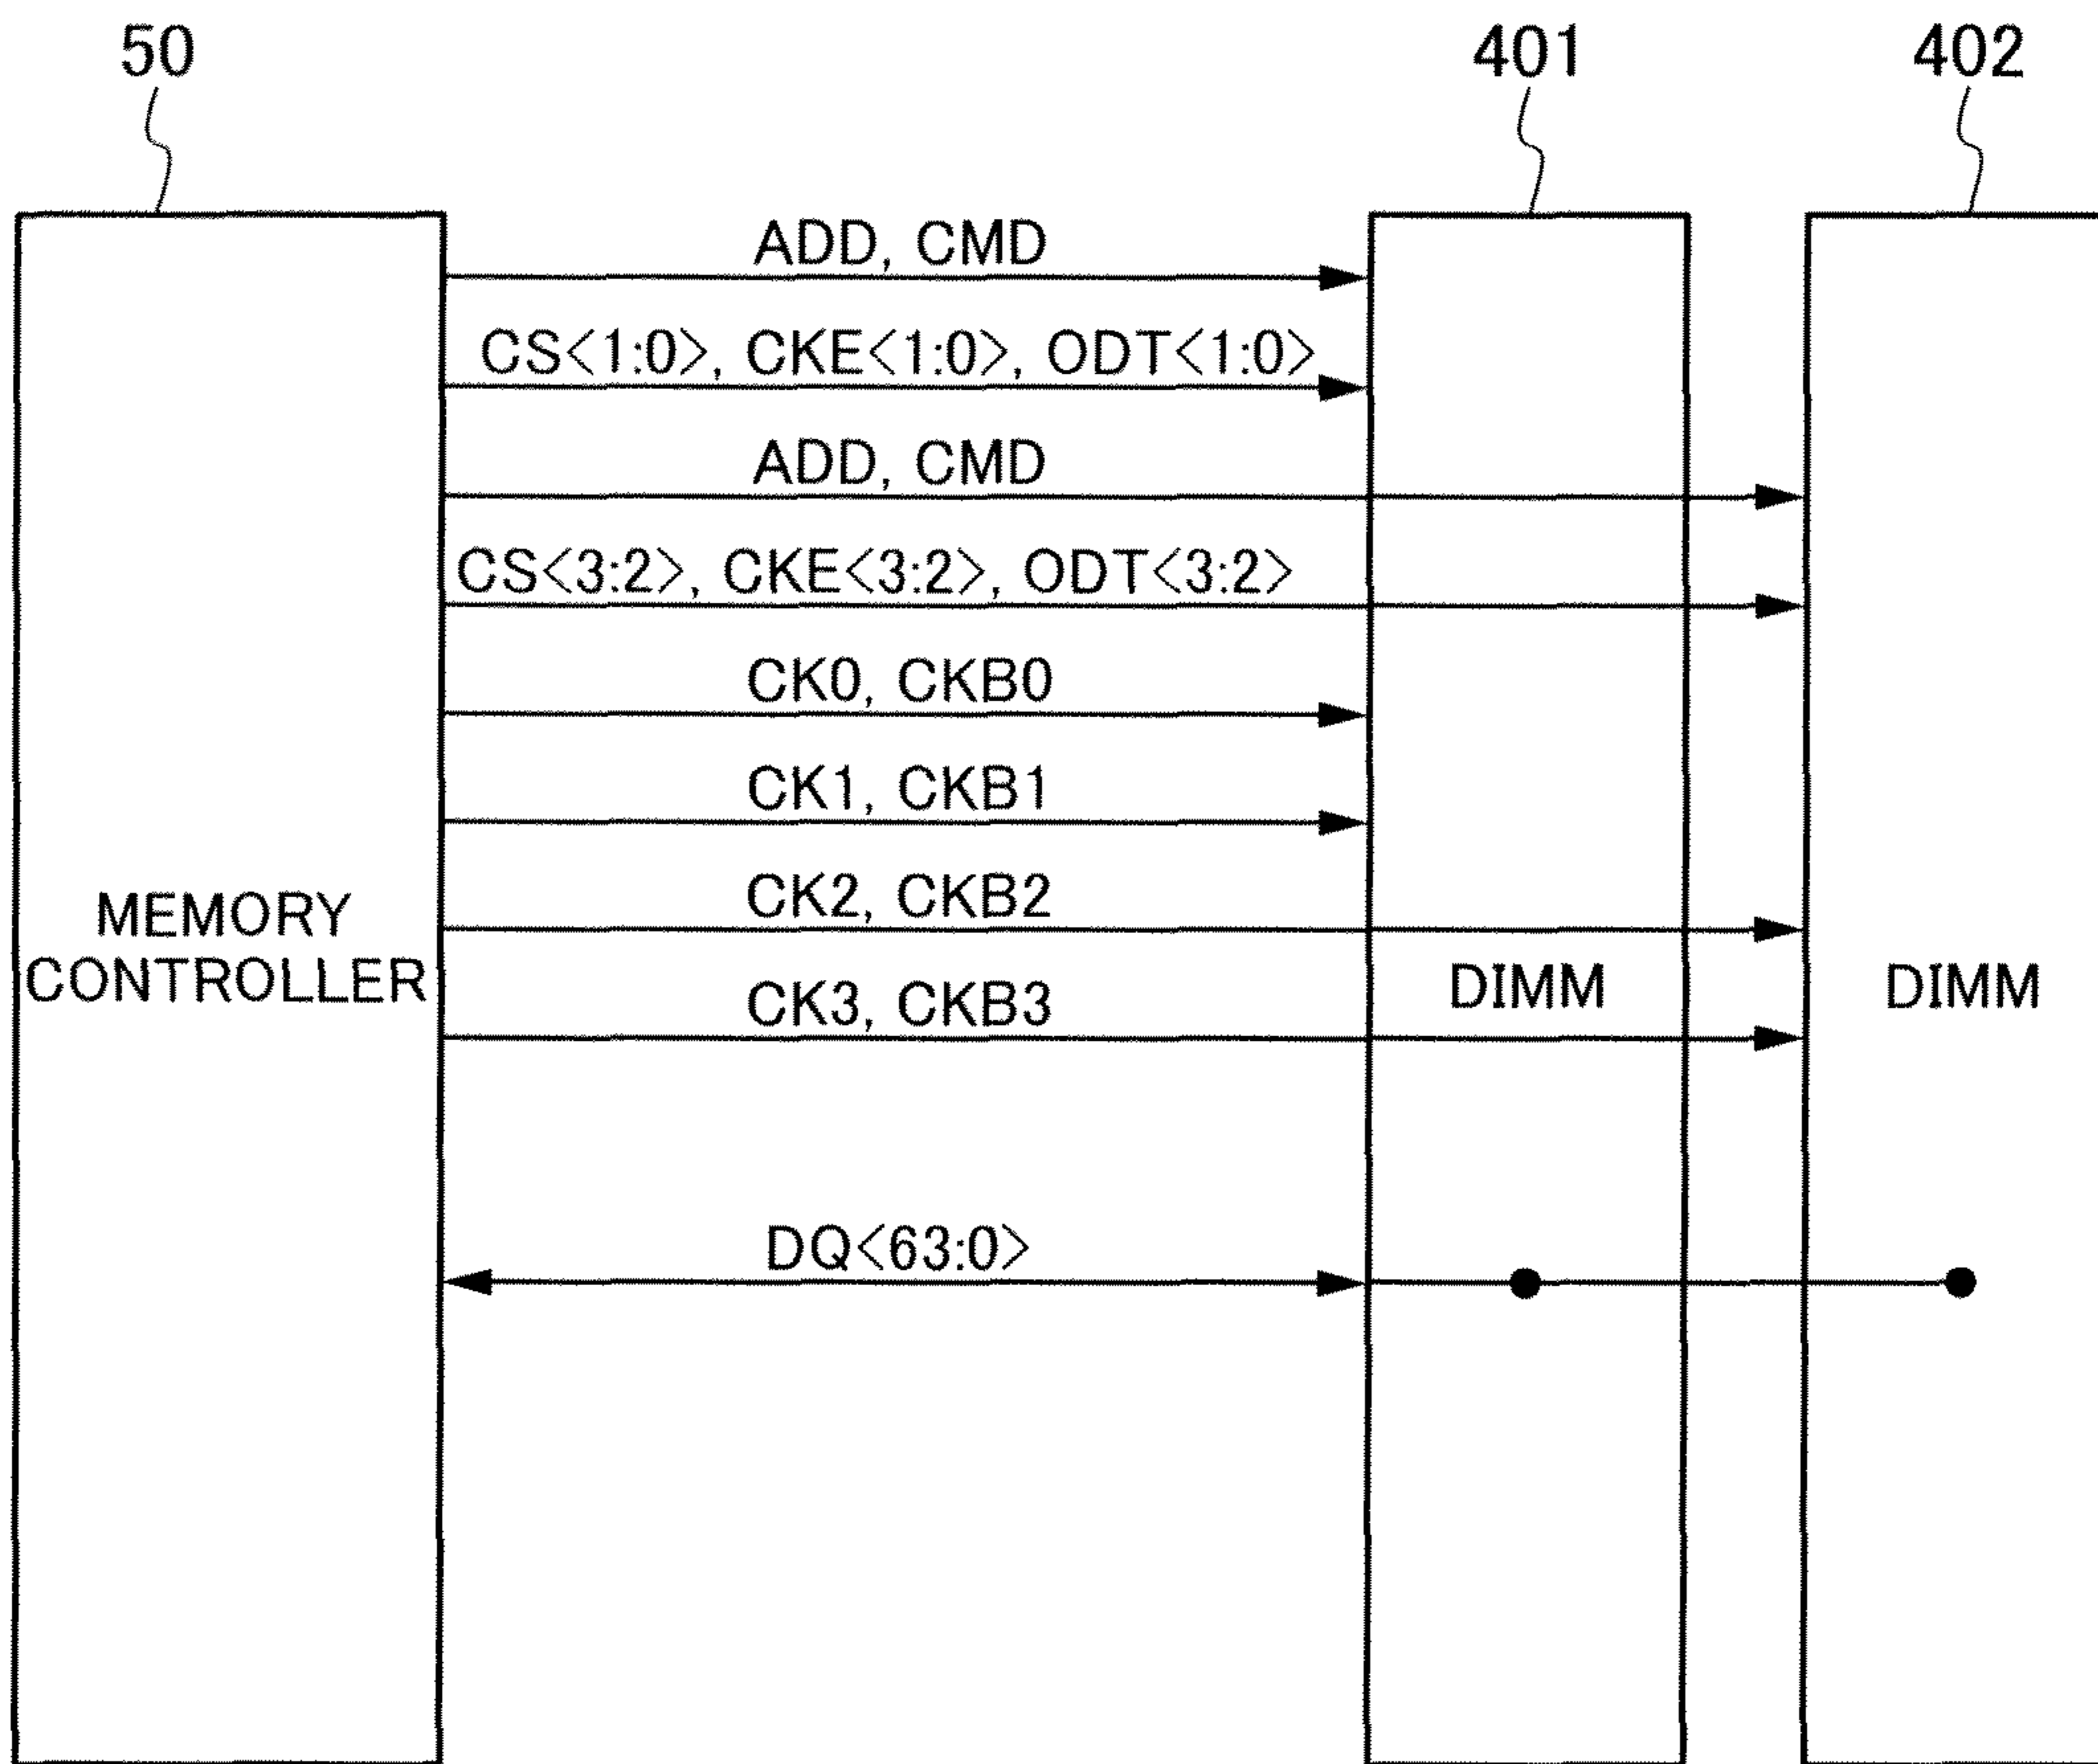 50
401
402
ADD, CMD
CS<1:0>, CKE<1:0>, ODT<1:0>
ADD, CMD
CS<3:2>, CKE<3:2>, ODT<3:2>
CK0, CKB0
CK1, CKB1
CK2, CKB2
MEMORY
CONTROLLER
CK3, CKB3
DIMM
DIMM
DQ<63:0>